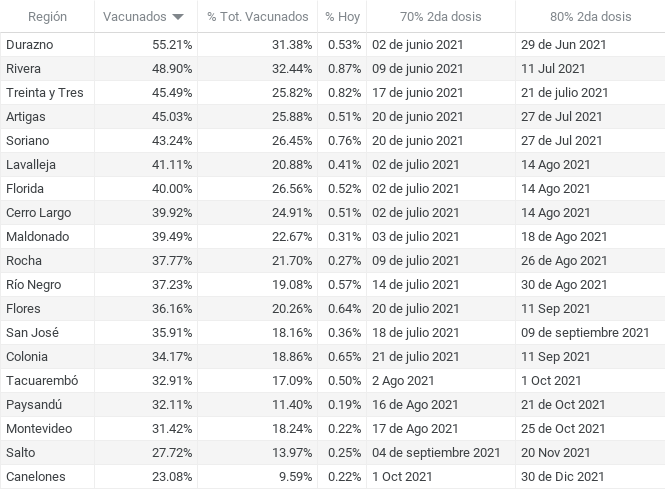 Región Vacunados % Tot. Vacunados % Hoy 70% 2da dosis 80% 2da dosis
Durazno 55.21% 31.38% 0.53% 02 de junio 2021 29 de Jun 2021
Rivera 48.90% 32.44% 0.87% 09 de junio 2021 11 Jul 2021
Treinta y Tres 45.49% 25.82% 0.82% 17 de junio 2021 21 de julio 2021
Artigas 45.03% 25.88% 0.51% 20 de junio 2021 27 de Jul 2021
Soriano 43.24% 26.45% 0.76% 20 de junio 2021 27 de Jul 2021
Lavalleja 41.11% 20.88% 0.41% 02 de julio 2021 14 Ago 2021
Florida 40.00% 26.56% 0.52% 02 de julio 2021 14 Ago 2021
Cerro Largo 39.92% 24.91% 0.51% 02 de julio 2021 14 Ago 2021
Maldonado 39.49% 22.67% 0.31% 03 de julio 2021 18 de Ago 2021
Rocha 37.77% 21.70% 0.27% 09 de julio 2021 26 de Ago 2021
Río Negro 37.23% 19.08% 0.57% 14 de julio 2021 30 de Ago 2021
Flores 36.16% 20.26% 0.64% 20 de julio 2021 11 Sep 2021
San José 35.91% 18.16% 0.36% 18 de julio 2021 09 de septiembre 2021
Colonia 34.17% 18.86% 0.65% 21 de julio 2021 11 Sep 2021
Tacuarembó 32.91% 17.09% 0.50% 2 Ago 2021 1 Oct 2021
Paysandú 32.11% 11.40% 0.19% 16 de Ago 2021 21 de Oct 2021
Montevideo 31.42% 18.24% 0.22% 17 de Ago 2021 25 de Oct 2021
Salto 27.72% 13.97% 0.25% 04 de septiembre 2021 20 Nov 2021
Canelones 23.08% 9.59% 0.22% 1 Oct 2021 30 de Dic 2021